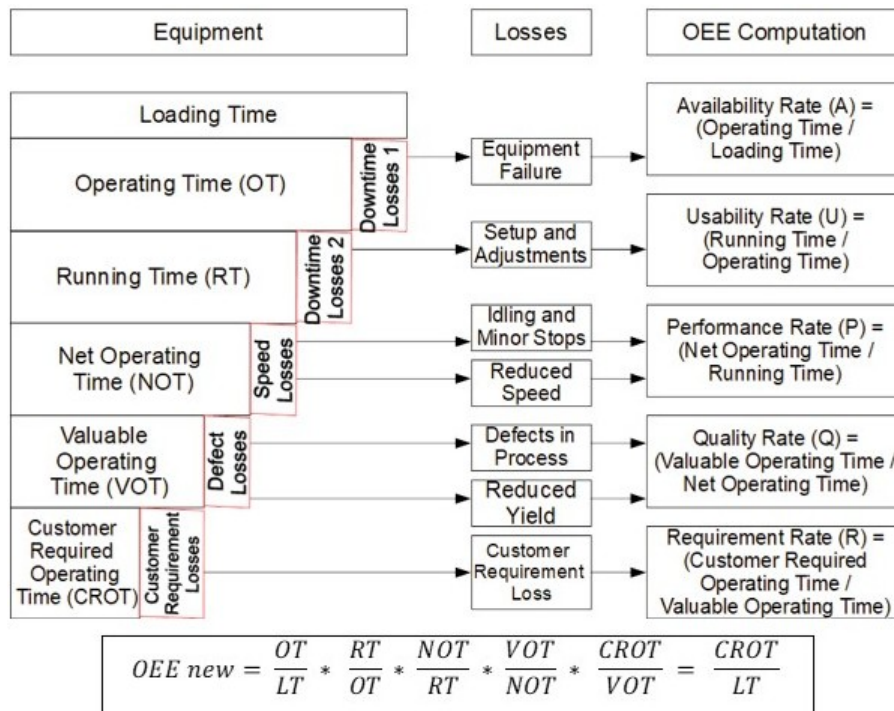 Equipment
Losses
OEE Computation
Loading Time
Availability Rate (A) =
(Operating Time /
Loading Time)
Operating Time (OT)
Downtime
Losses 1
Equipment
Failure
Usability Rate (U) =
(Running Time /
Operating Time)
Running Time (RT)
Downtime
Losses 2
Setup and
Adjustments
Net Operating
Time (NOT)
Speed
Losses
Idling and
Minor Stops
Reduced
Speed
Performance Rate (P) =
(Net Operating Time /
Running Time)
Valuable
Operating
Time (VOT)
Defect
Losses
Defects in
Process
Reduced
Yield
Quality Rate (Q) =
(Valuable Operating Time /
Net Operating Time)
Customer
Required
Operating
Time (CROT)
Customer
Requirement
Losses
Customer
Requirement
Loss
Requirement Rate (R) =
(Customer Required
Operating Time /
Valuable Operating Time)
OEE new = OT/LT * RT/OT * NOT/RT * VOT/NOT * CROT/VOT = CROT/LT